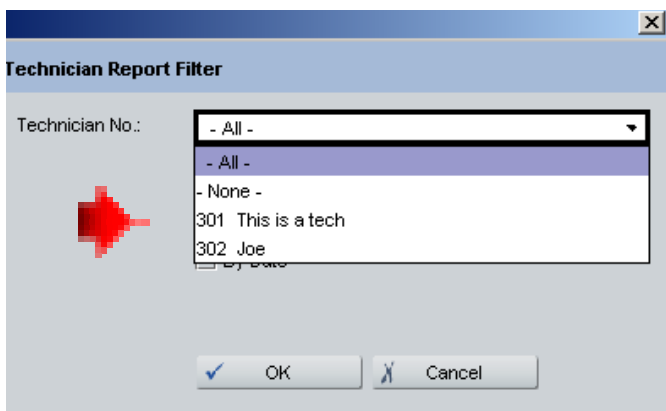 Technician Report Filter
Technician No.: - All -
- All -
- None -
301 This is a tech
302 Joe
By Date
OK Cancel